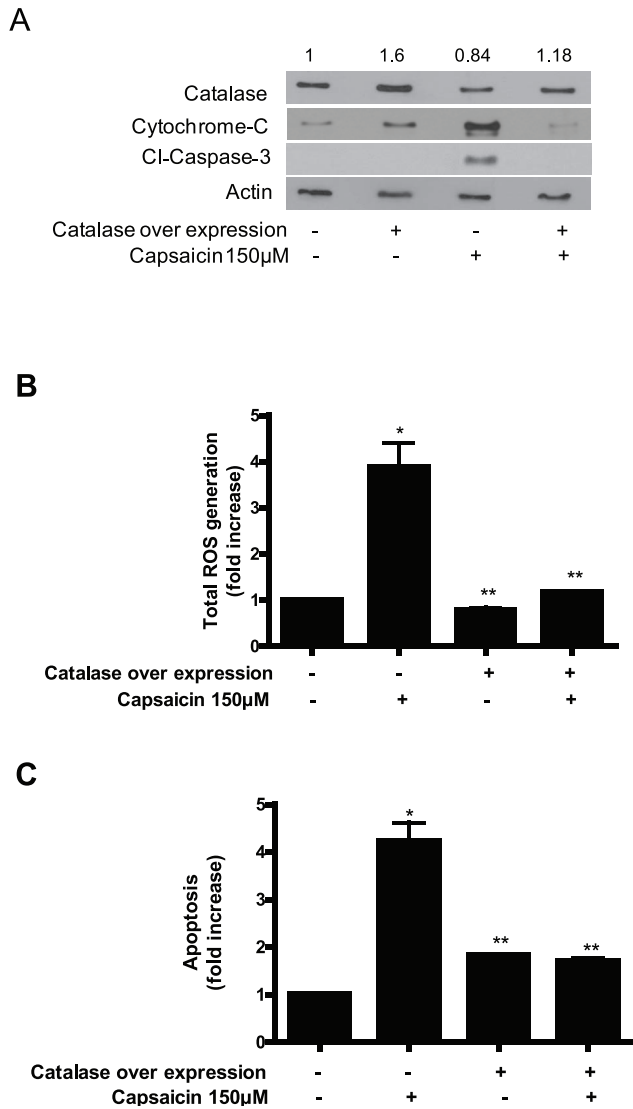 A
1 1.6 0.84 1.18
Catalase
Cytochrome-C
Cl-Caspase-3
Actin
Catalase over expression - + - +
Capsaicin 150µM - - + +
B
Total ROS generation
(fold increase)
5
4
3
2
1
0
*
**
**
Catalase over expression - - + +
Capsaicin 150µM - + - +
C
Apoptosis
(fold increase)
5
4
3
2
1
0
*
**
**
Catalase over expression - - + +
Capsaicin 150µM - + - +